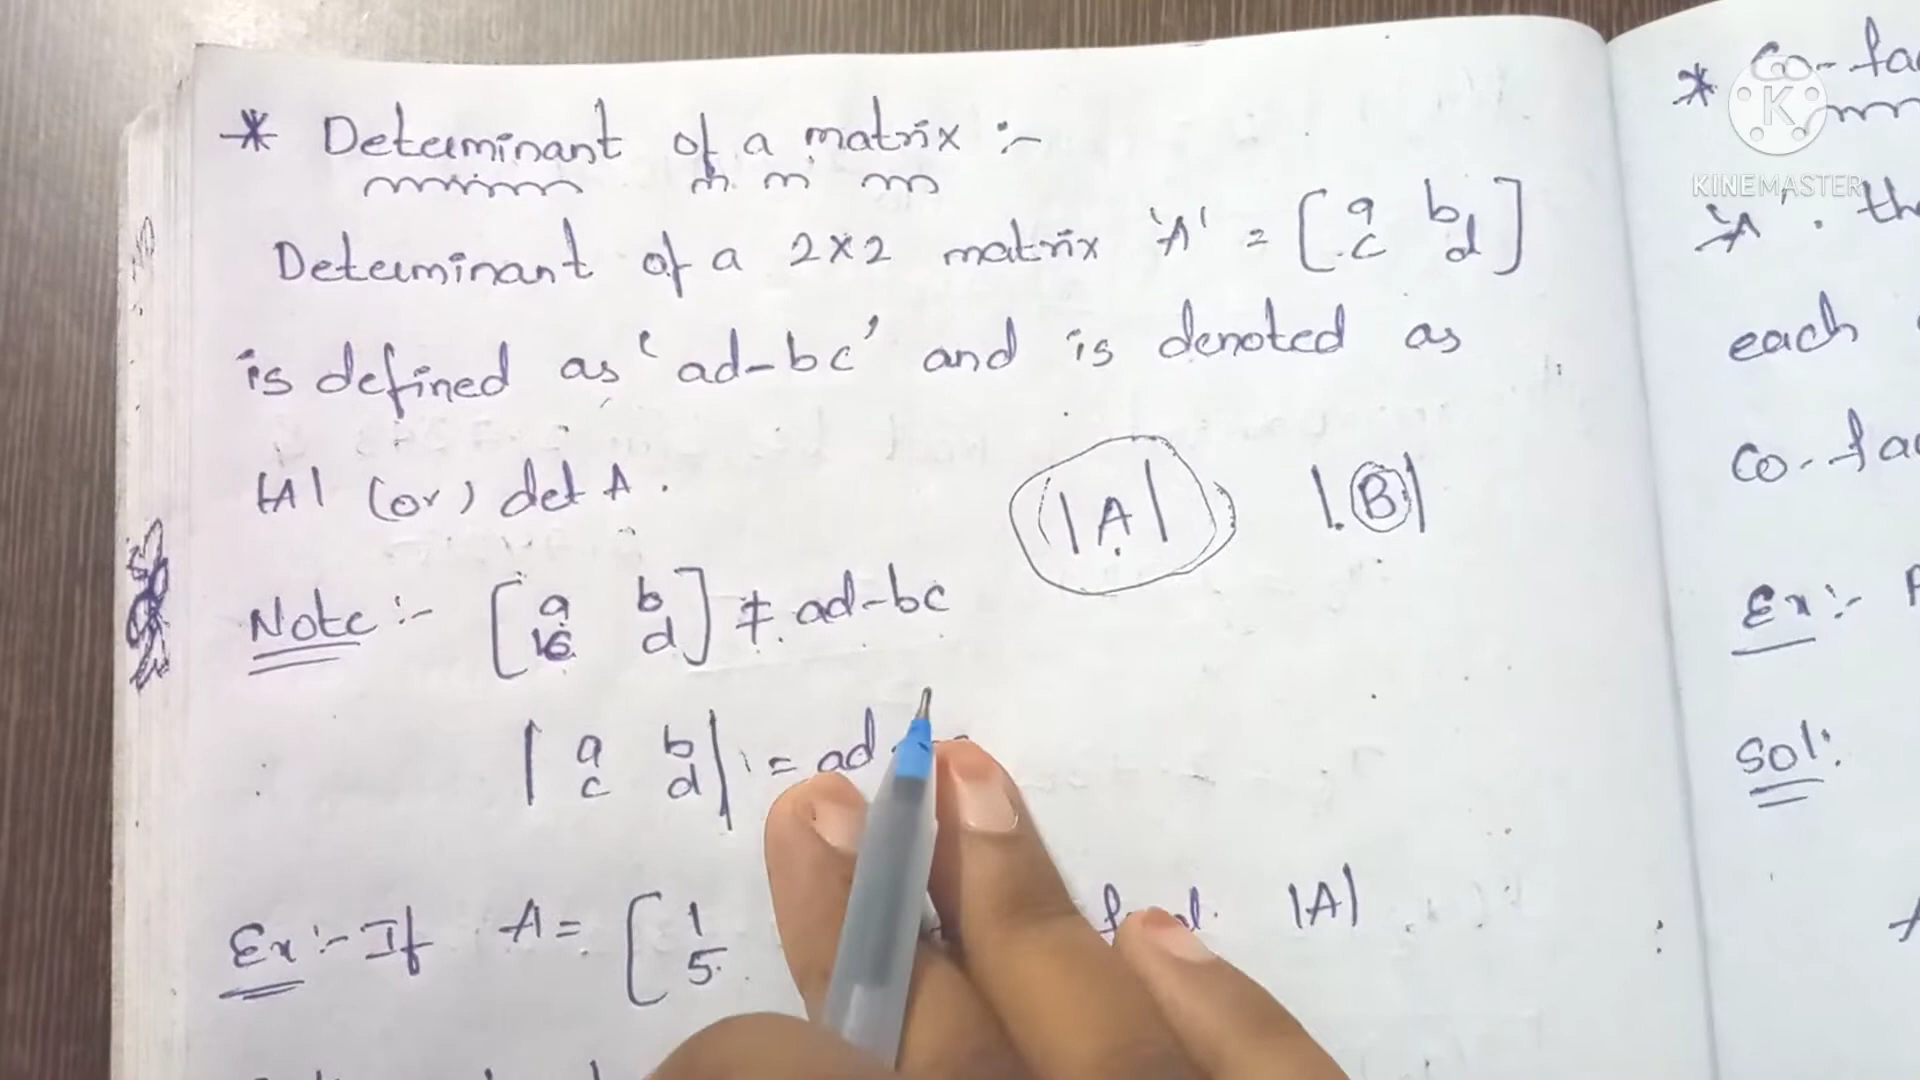 * Determinant of a matrix :-
Determinant of a 2×2 matrix 'A' = [a b
c d]
is defined as 'ad-bc' and is denoted as
|A| (or) det A.
|A| |B|
Note :- [a b
c d] ≠ ad-bc
|a b
c d| = ad
Ex :- If A = [1
5
|A|
* Co-fa
'A'. th
each
Co-fa
Ex :-
Sol:
K
KINEMASTER